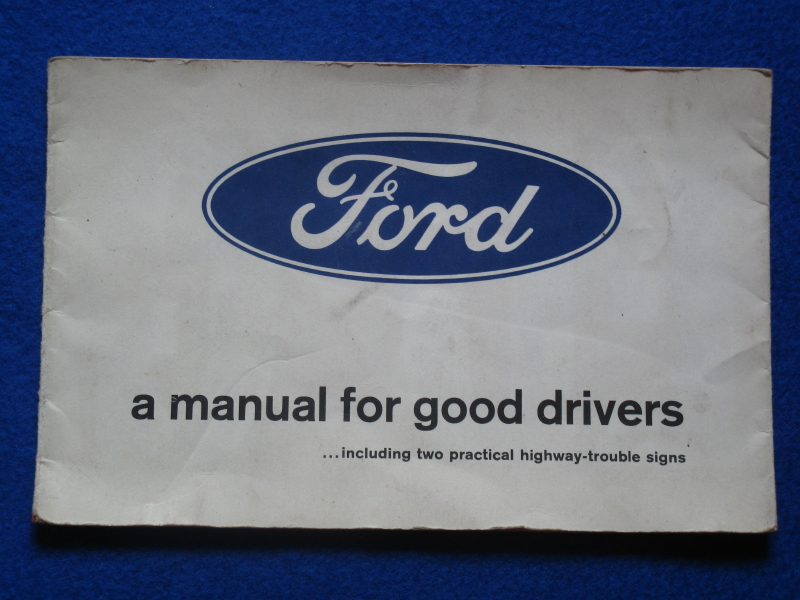 Ford
a manual for good drivers
...including two practical highway-trouble signs